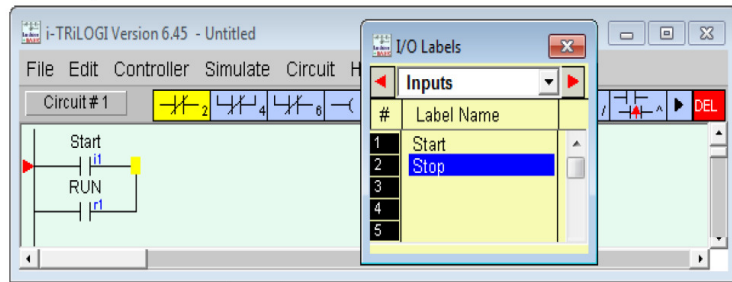 i-TRiLOGI Version 6.45 - Untitled
File Edit Controller Simulate Circuit H
Circuit # 1
2
4
6
/
^
DEL
Start
i1
RUN
r1
I/O Labels
Inputs
# Label Name
1 Start
2 Stop
3
4
5